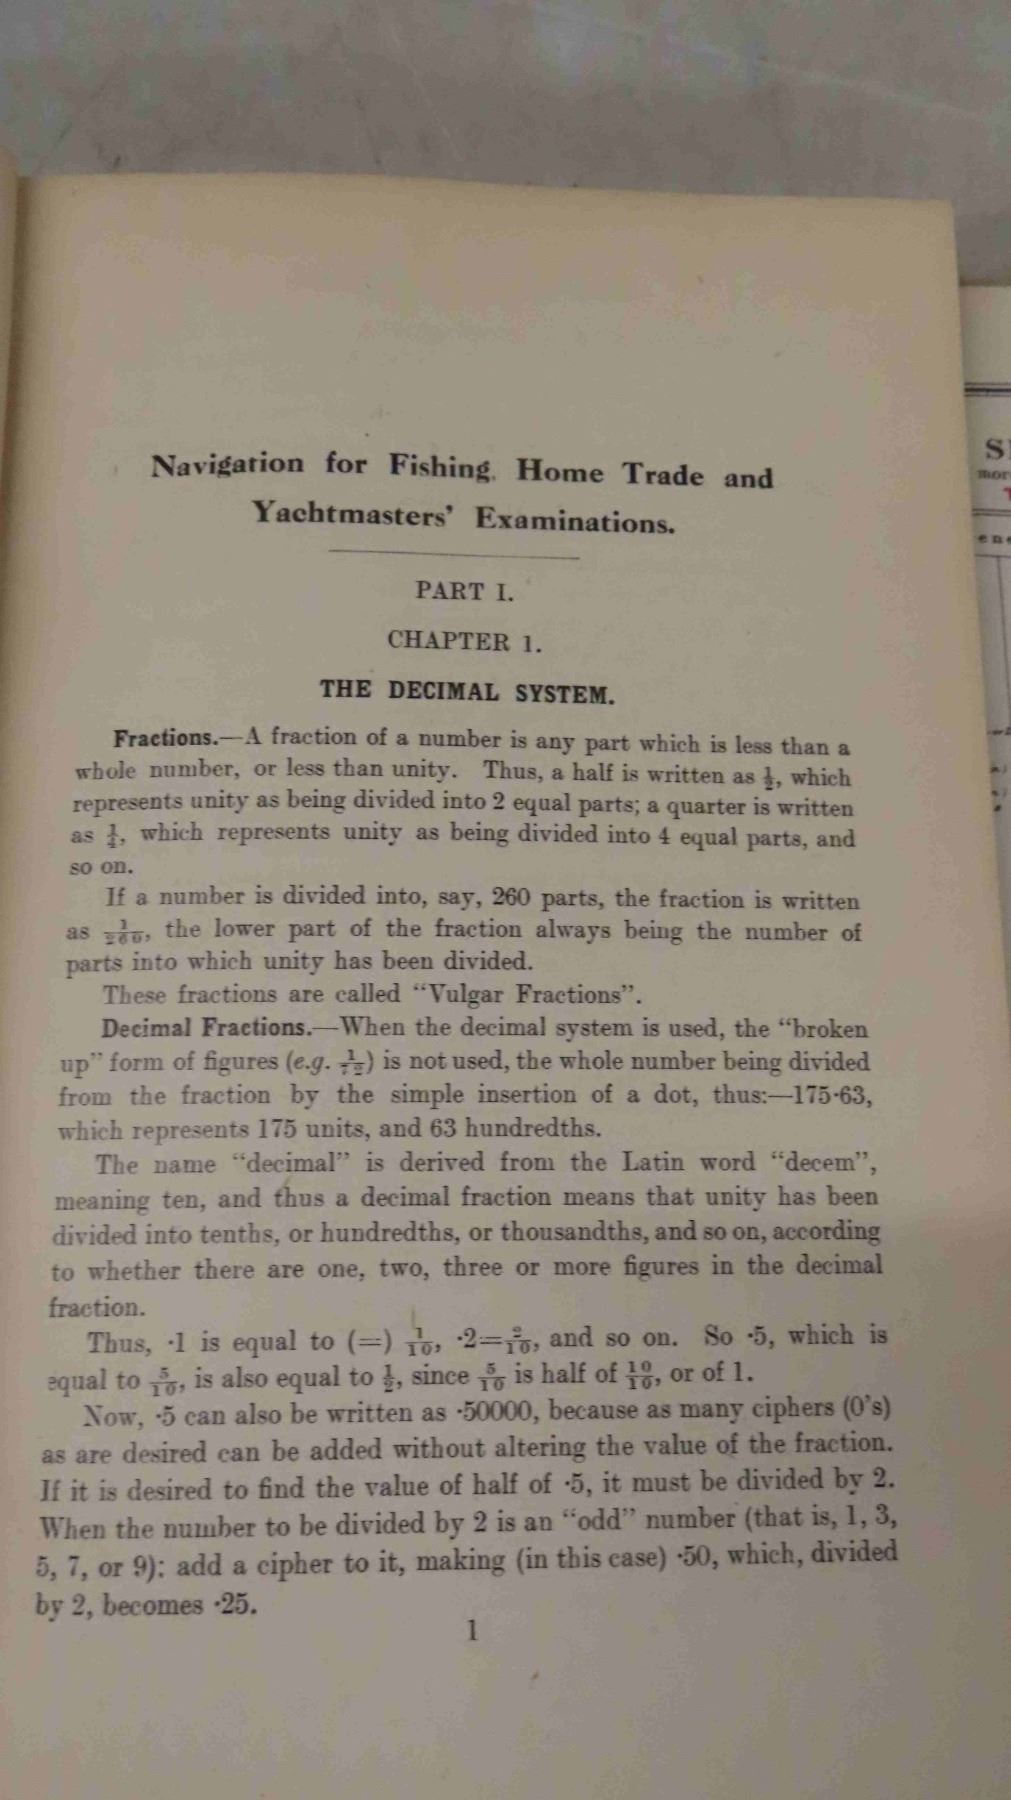 Navigation for Fishing, Home Trade and
Yachtmasters' Examinations.
PART I.
CHAPTER 1.
THE DECIMAL SYSTEM.
Fractions.—A fraction of a number is any part which is less than a
whole number, or less than unity. Thus, a half is written as ½, which
represents unity as being divided into 2 equal parts; a quarter is written
as ¼, which represents unity as being divided into 4 equal parts, and
so on.
If a number is divided into, say, 260 parts, the fraction is written
as 1/260, the lower part of the fraction always being the number of
parts into which unity has been divided.
These fractions are called “Vulgar Fractions”.
Decimal Fractions.—When the decimal system is used, the “broken
up” form of figures (e.g. 1/12) is not used, the whole number being divided
from the fraction by the simple insertion of a dot, thus:—175·63,
which represents 175 units, and 63 hundredths.
The name “decimal” is derived from the Latin word “decem”,
meaning ten, and thus a decimal fraction means that unity has been
divided into tenths, or hundredths, or thousandths, and so on, according
to whether there are one, two, three or more figures in the decimal
fraction.
Thus, ·1 is equal to (=) 1/10, ·2=2/10, and so on. So ·5, which is
equal to 5/10, is also equal to ½, since 5/10 is half of 10/10, or of 1.
Now, ·5 can also be written as ·50000, because as many ciphers (0's)
as are desired can be added without altering the value of the fraction.
If it is desired to find the value of half of ·5, it must be divided by 2.
When the number to be divided by 2 is an “odd” number (that is, 1, 3,
5, 7, or 9): add a cipher to it, making (in this case) ·50, which, divided
by 2, becomes ·25.
1